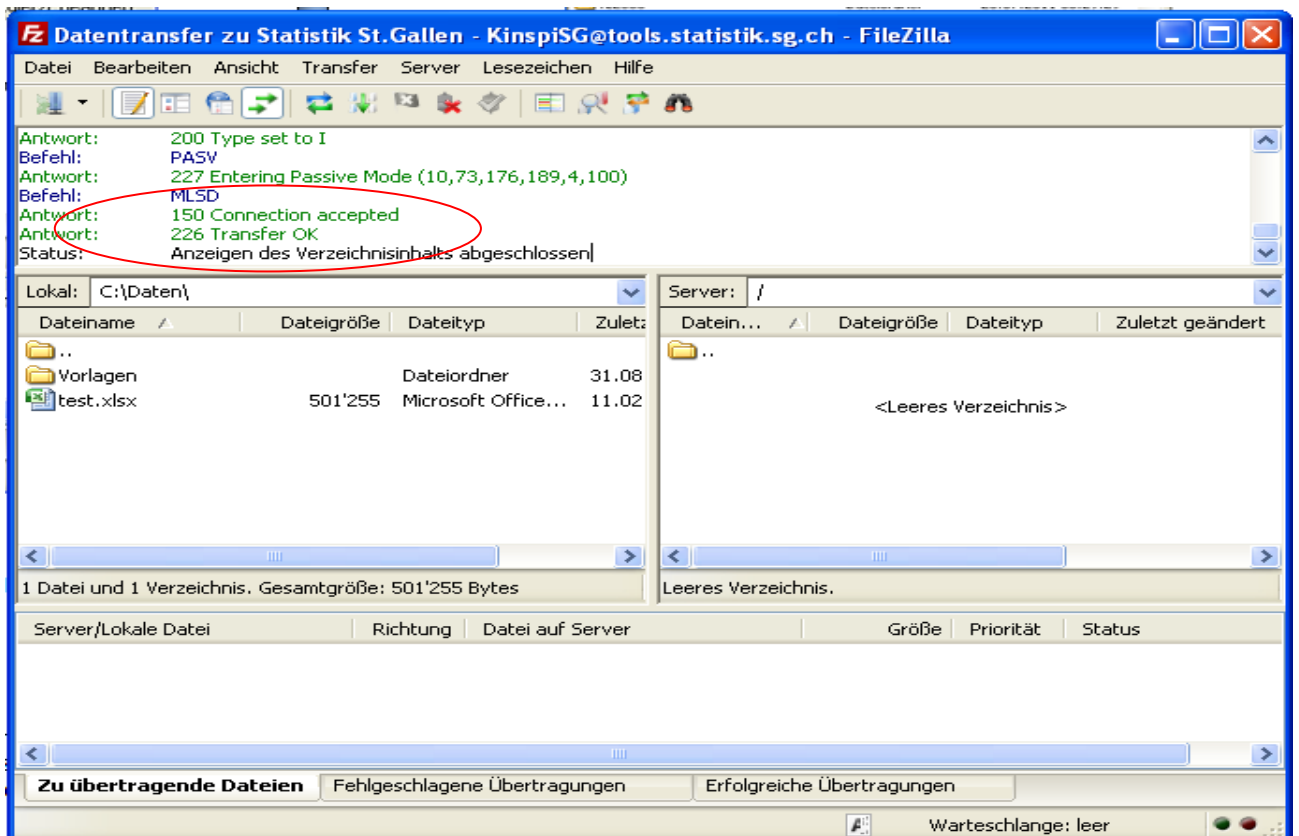 Datentransfer zu Statistik St.Gallen - KinspiSG@tools.statistik.sg.ch - FileZilla
Datei Bearbeiten Ansicht Transfer Server Lesezeichen Hilfe
Antwort: 200 Type set to I
Befehl: PASV
Antwort: 227 Entering Passive Mode (10,73,176,189,4,100)
Befehl: MLSD
Antwort: 150 Connection accepted
Antwort: 226 Transfer OK
Status: Anzeigen des Verzeichnisinhalts abgeschlossen
Lokal: C:\Daten\
Dateiname Dateigröße Dateityp Zuletz
..
Vorlagen Dateiordner 31.08
test.xlsx 501'255 Microsoft Office... 11.02
1 Datei und 1 Verzeichnis. Gesamtgröße: 501'255 Bytes
Server: /
Datein... Dateigröße Dateityp Zuletzt geändert
..
<Leeres Verzeichnis>
Leeres Verzeichnis.
Server/Lokale Datei Richtung Datei auf Server Größe Priorität Status
Zu übertragende Dateien Fehlgeschlagene Übertragungen Erfolgreiche Übertragungen
Warteschlange: leer